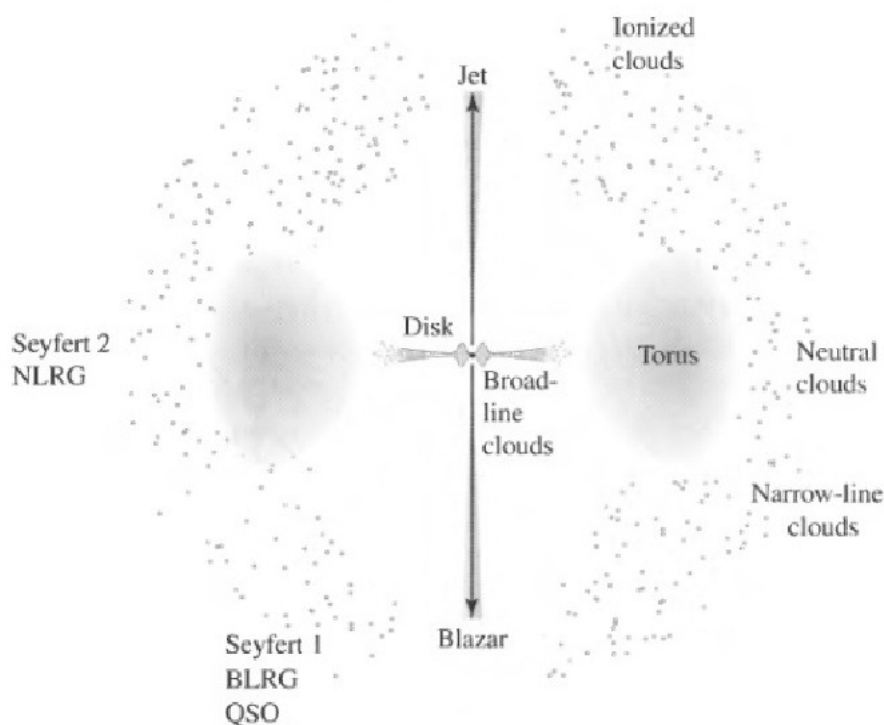 Ionized
clouds
Jet
Disk
Seyfert 2
NLRG
Torus
Neutral
clouds
Broad-
line
clouds
Narrow-line
clouds
Seyfert 1
BLRG
QSO
Blazar